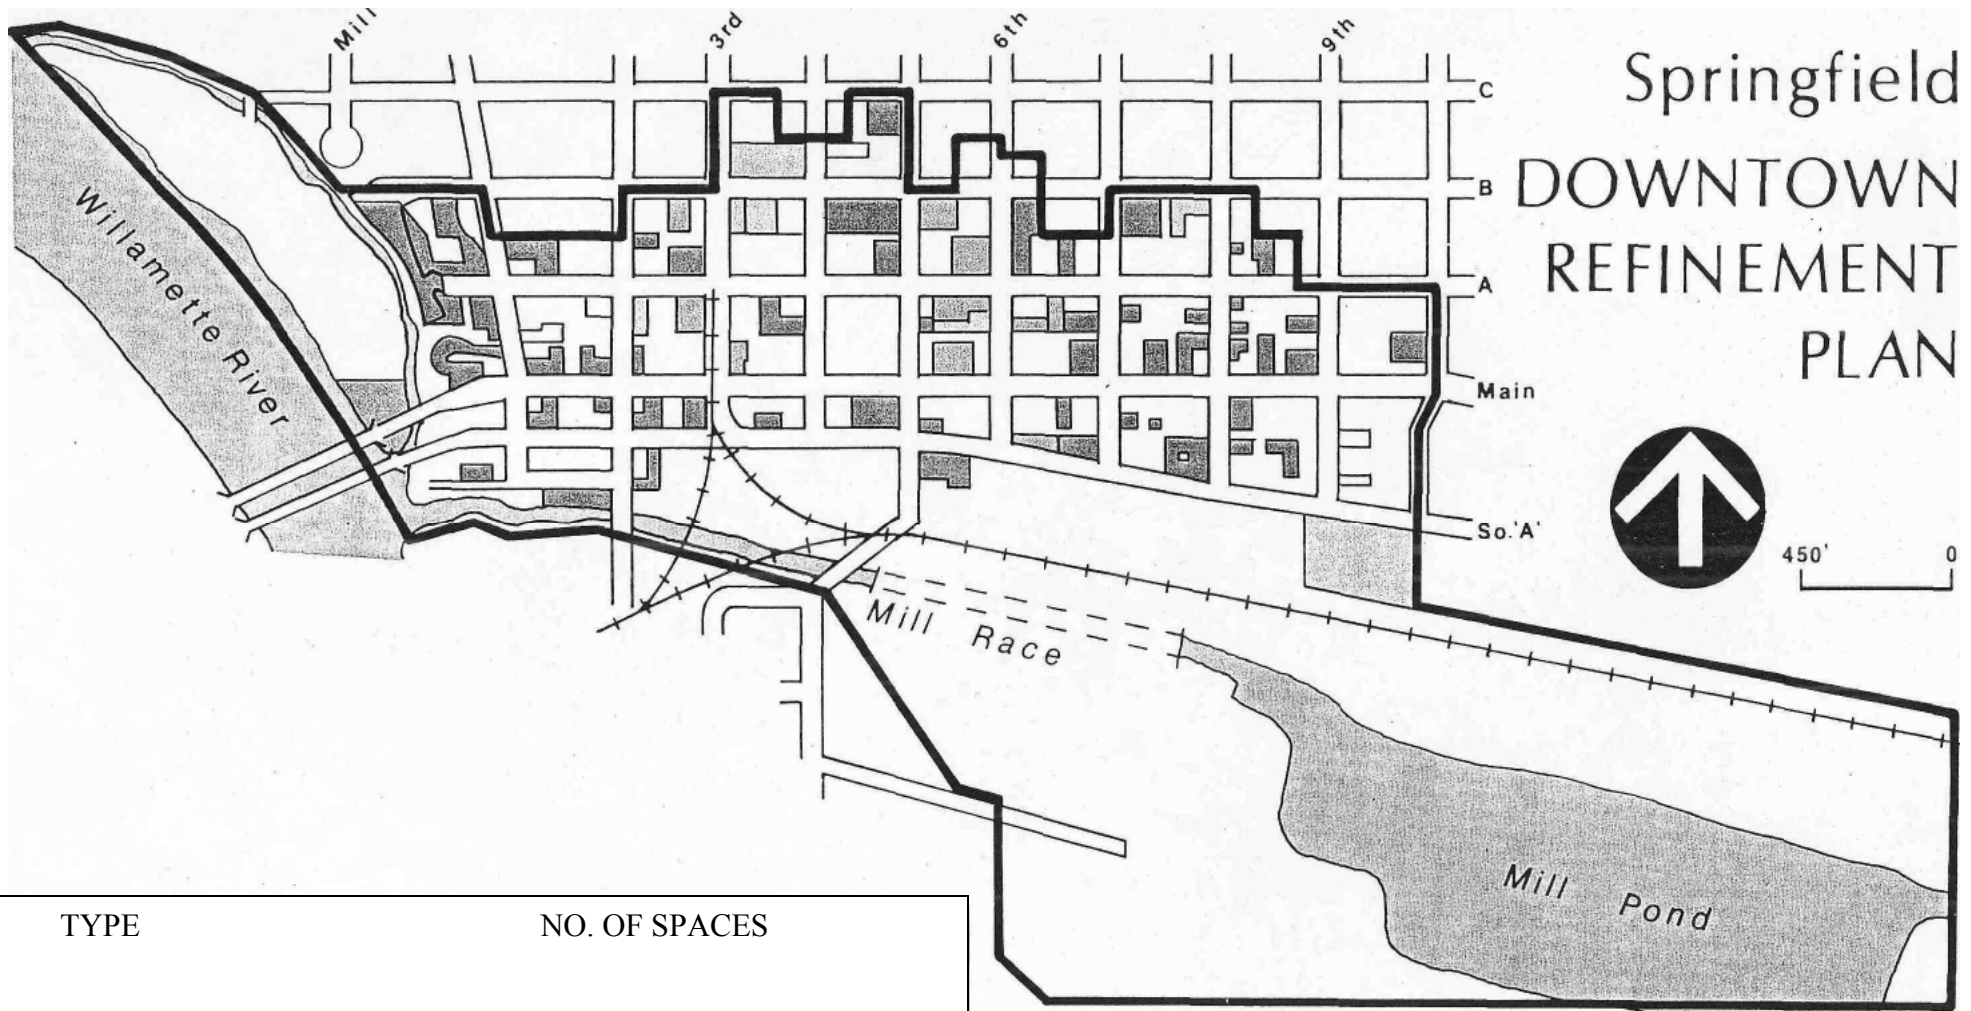 Mill
3rd
6th
9th
Springfield
DOWNTOWN
REFINEMENT
PLAN
C
B
A
Main
So.'A'
Willamette River
450'
0
Mill Race
Mill Pond
TYPE
NO. OF SPACES